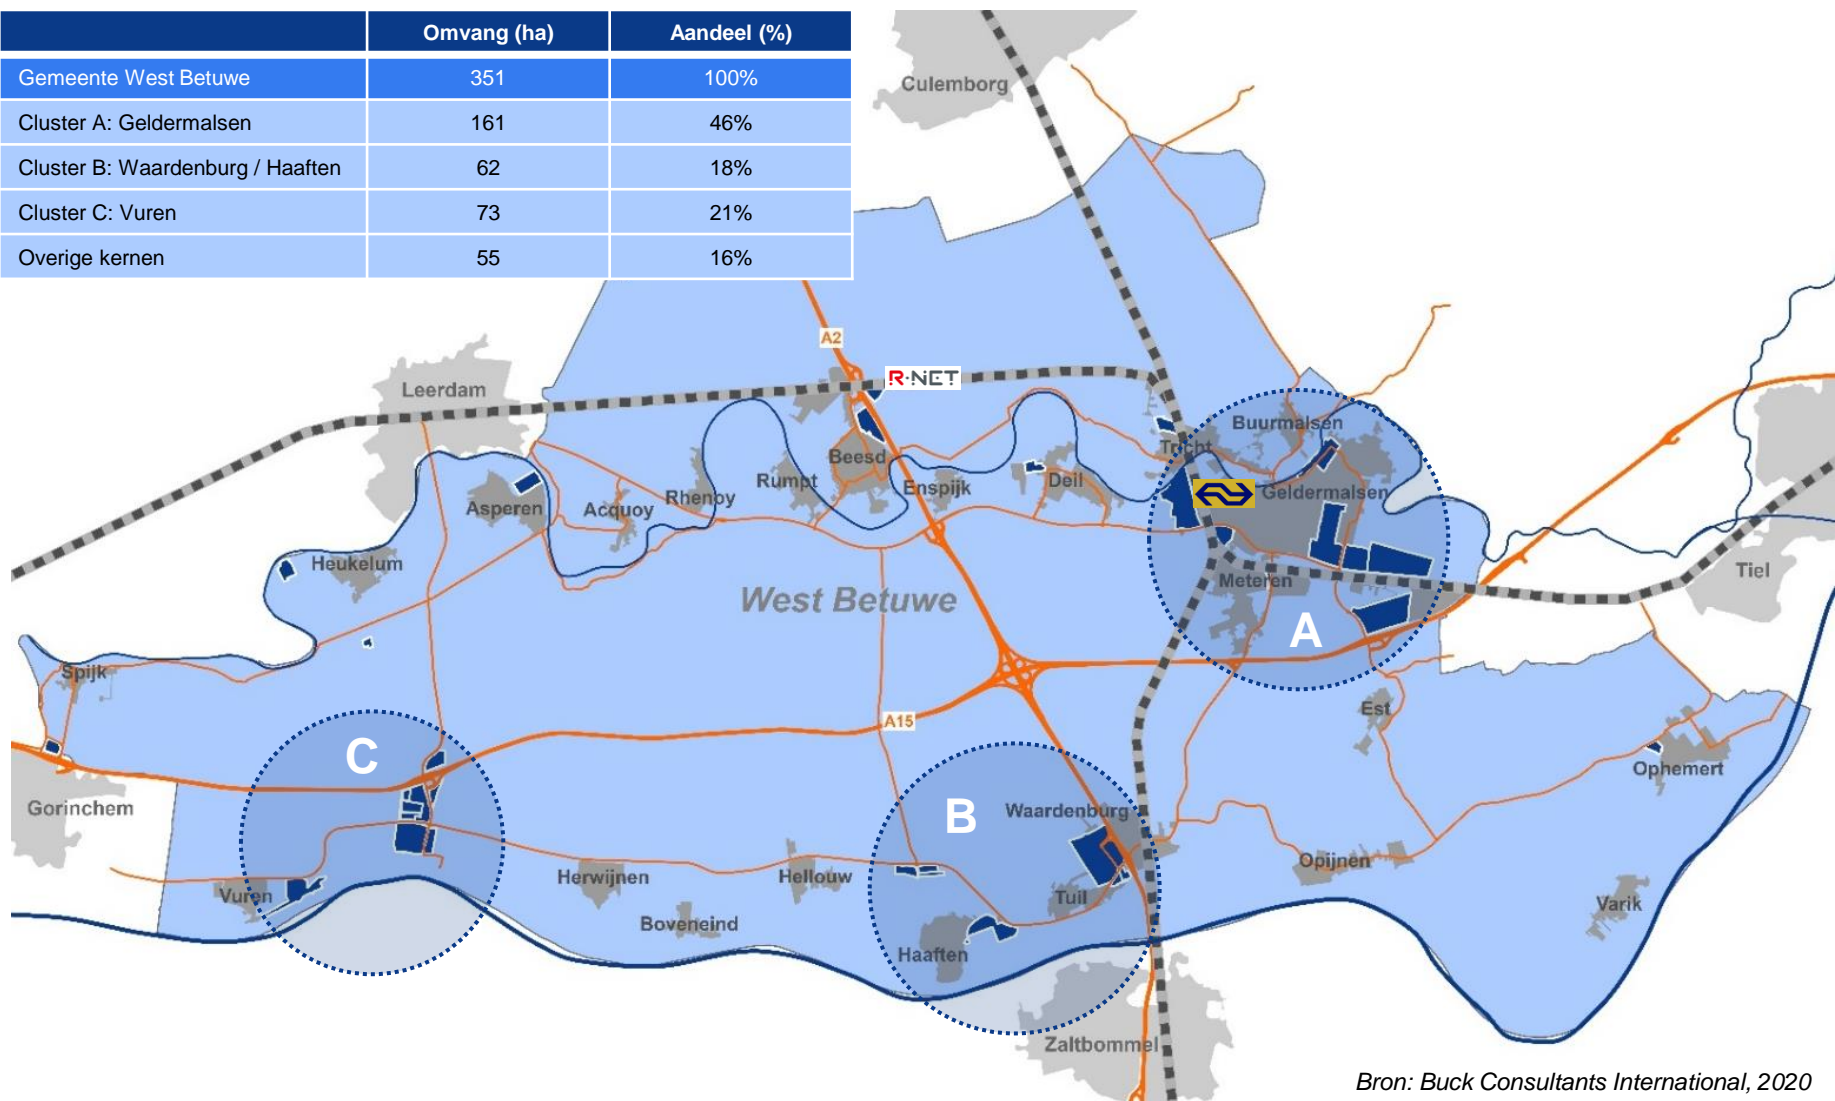 Omvang (ha) Aandeel (%)
Gemeente West Betuwe 351 100%
Cluster A: Geldermalsen 161 46%
Cluster B: Waardenburg / Haaften 62 18%
Cluster C: Vuren 73 21%
Overige kernen 55 16%
Culemborg
A2
R·NET
Leerdam
Buurmalsen
Tricht
Beesd
Rumpt
Enspijk
Deil
Geldermalsen
Rhenoy
Asperen
Acquoy
Heukelum
Meteren
Tiel
West Betuwe
A
Spijk
Est
A15
C
Ophemert
Gorinchem
Waardenburg
B
Opijnen
Herwijnen
Hellouw
Vuren
Tuil
Varik
Boveneind
Haaften
Zaltbommel
Bron: Buck Consultants International, 2020